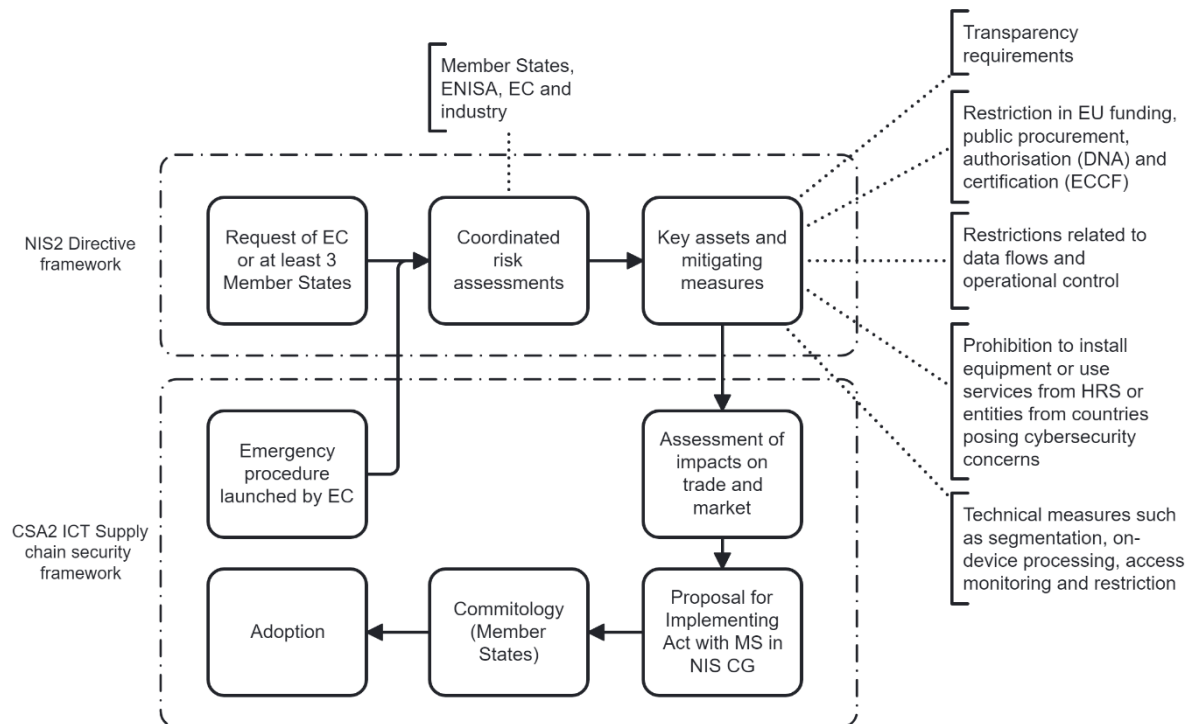 Member States,
ENISA, EC and
industry
Transparency
requirements
Restriction in EU funding,
public procurement,
authorisation (DNA) and
certification (ECCF)
NIS2 Directive
framework
Request of EC
or at least 3
Member States
Coordinated
risk
assessments
Key assets and
mitigating
measures
Restrictions related to
data flows and
operational control
Prohibition to install
equipment or use
services from HRS or
entities from countries
posing cybersecurity
concerns
CSA2 ICT Supply
chain security
framework
Emergency
procedure
launched by EC
Assessment of
impacts on
trade and
market
Technical measures such
as segmentation, on-
device processing, access
monitoring and restriction
Adoption
Commitology
(Member
States)
Proposal for
Implementing
Act with MS in
NIS CG